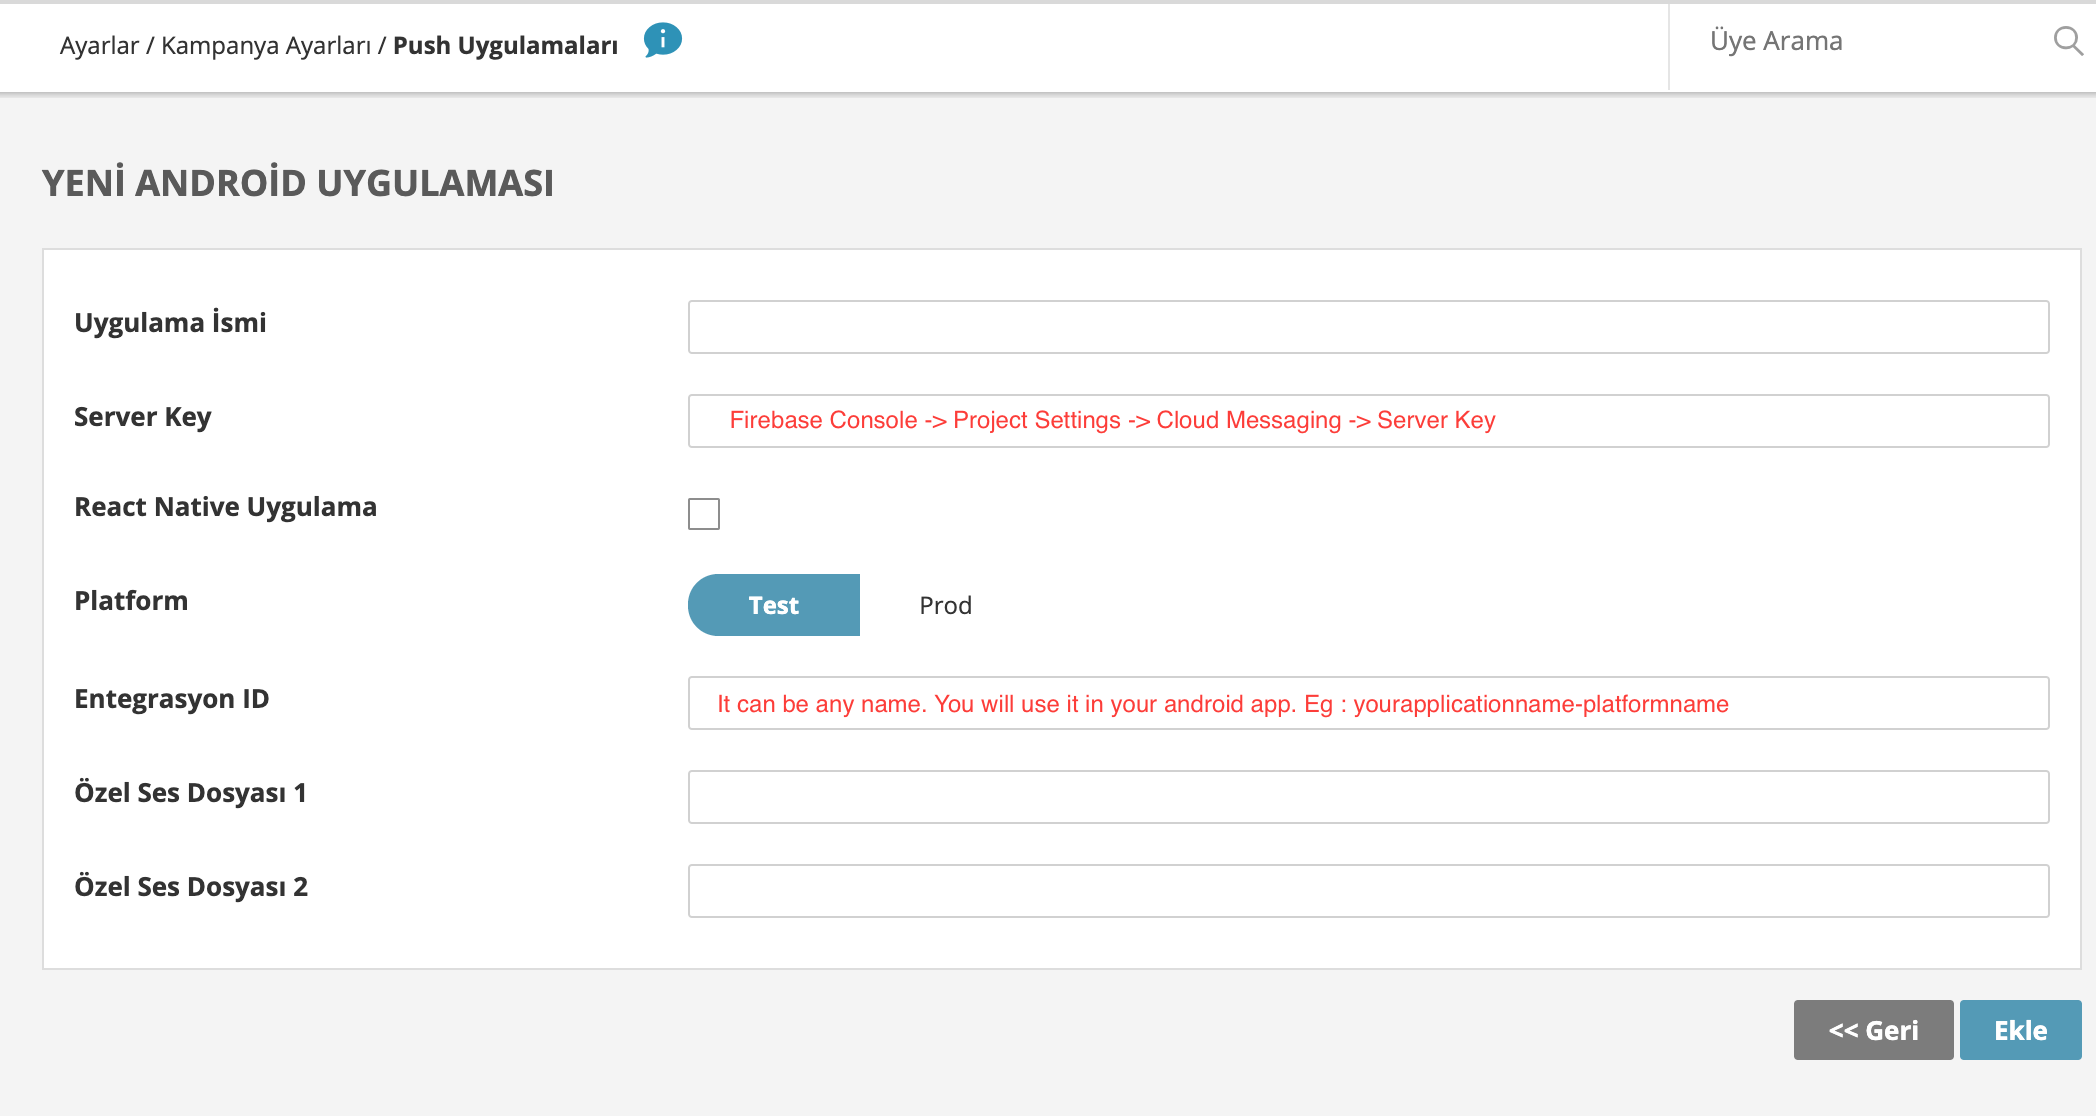 Ayarlar / Kampanya Ayarları / Push Uygulamaları i
Üye Arama
YENİ ANDROİD UYGULAMASI
Uygulama İsmi
Server Key
Firebase Console -> Project Settings -> Cloud Messaging -> Server Key
React Native Uygulama
Platform
Test Prod
Entegrasyon ID
It can be any name. You will use it in your android app. Eg : yourapplicationname-platformname
Özel Ses Dosyası 1
Özel Ses Dosyası 2
<< Geri Ekle